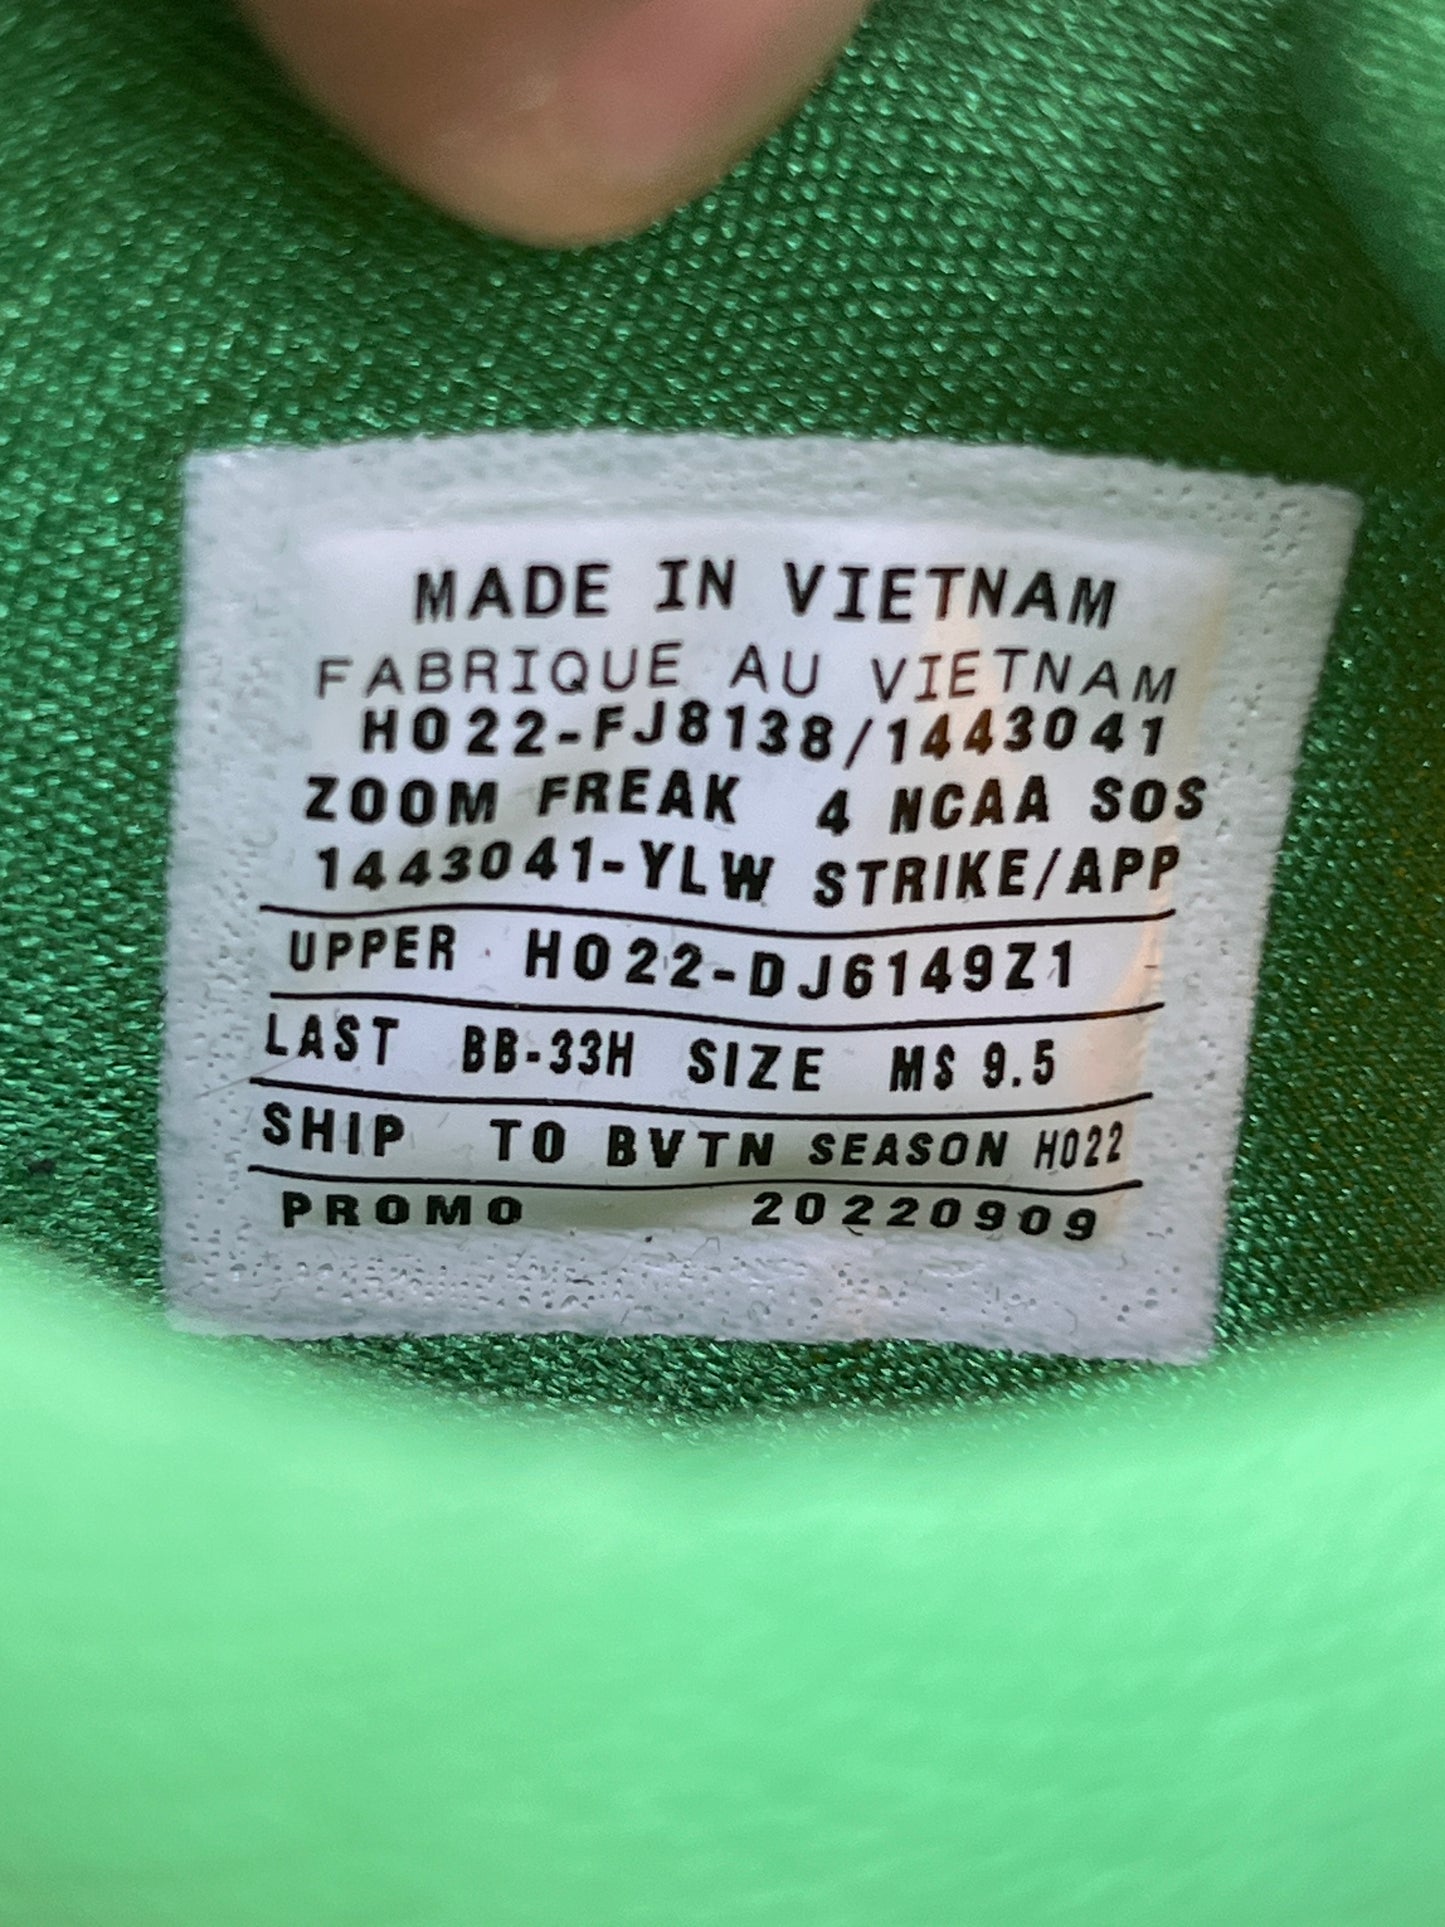 MADE IN VIETNAM
FABRIQUE AU VIETNAM
HO22-FJ8138/1443041
ZOOM FREAK 4 NCAA SOS
1443041-YLW STRIKE/APP
UPPER HO22-DJ6149Z1
LAST BB-33H SIZE MS 9.5
SHIP TO BVTN SEASON HO22
PROMO 20220909